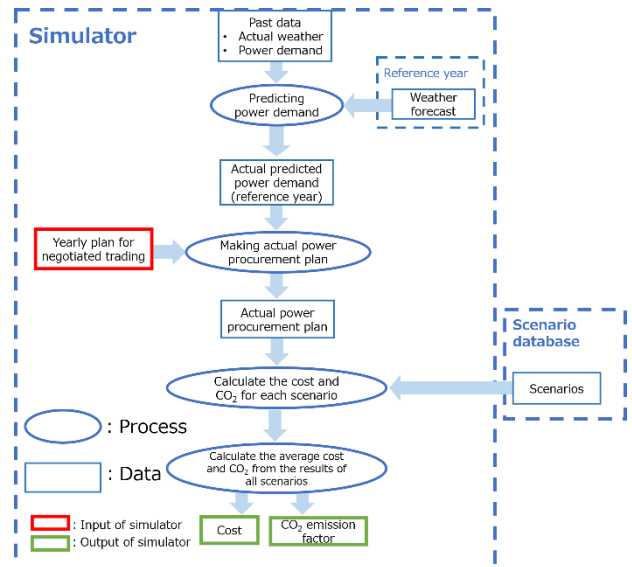 Simulator
Past data
• Actual weather
• Power demand
Reference year
Predicting
power demand
Weather
forecast
Actual predicted
power demand
(reference year)
Yearly plan for
negotiated trading
Making actual power
procurement plan
Actual power
procurement plan
Scenario
database
Calculate the cost and
CO2 for each scenario
Scenarios
: Process
Calculate the average cost
and CO2 from the results of
all scenarios
: Data
: Input of simulator
: Output of simulator
Cost
CO2 emission
factor